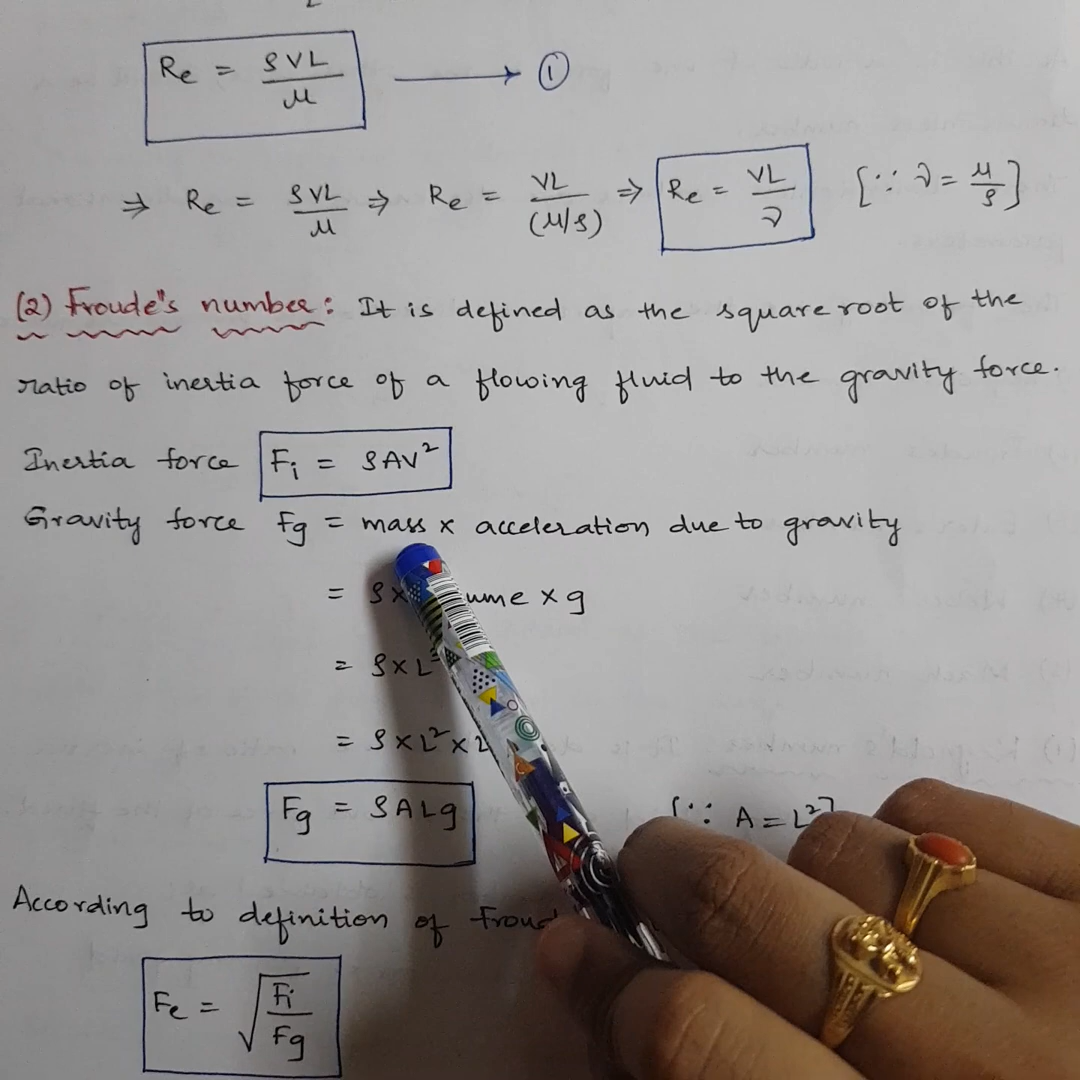 Re = ρVL/μ → ①
⇒ Re = ρVL/μ ⇒ Re = VL/(μ/ρ) ⇒ Re = VL/ν [∵ ν = μ/ρ]
(2) Froude's number: It is defined as the square root of the
ratio of inertia force of a flowing fluid to the gravity force.
Inertia force Fi = ρAV²
Gravity force Fg = mass x acceleration due to gravity
= ρ x ume x g
= ρ x L
= ρ x L² x L
Fg = ρALg [∵ A = L²]
According to definition of Froud
Fe = √(Fi/Fg)